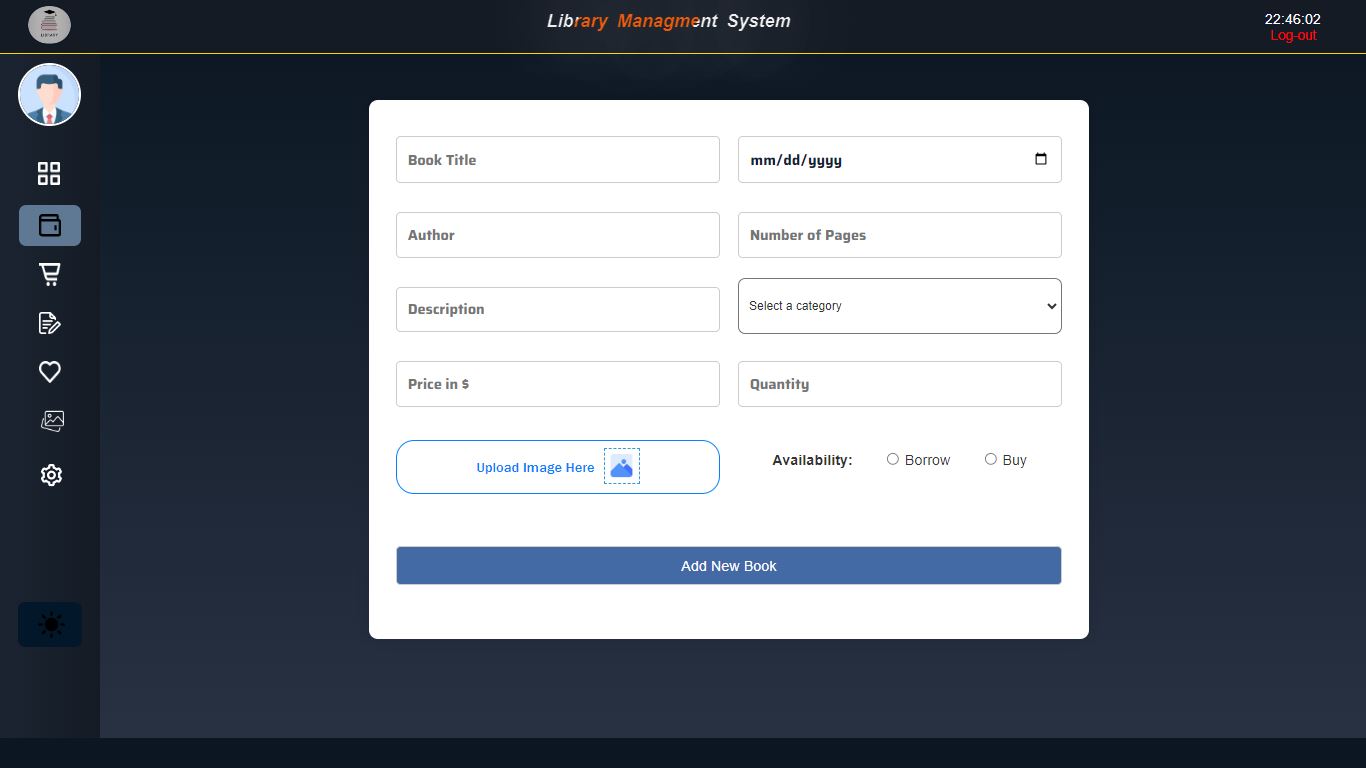 LIBRARY
Library Managment System
22:46:02
Log-out
Book Title
mm/dd/yyyy
Author
Number of Pages
Description
Select a category
Price in $
Quantity
Upload Image Here
Availability: Borrow Buy
Add New Book